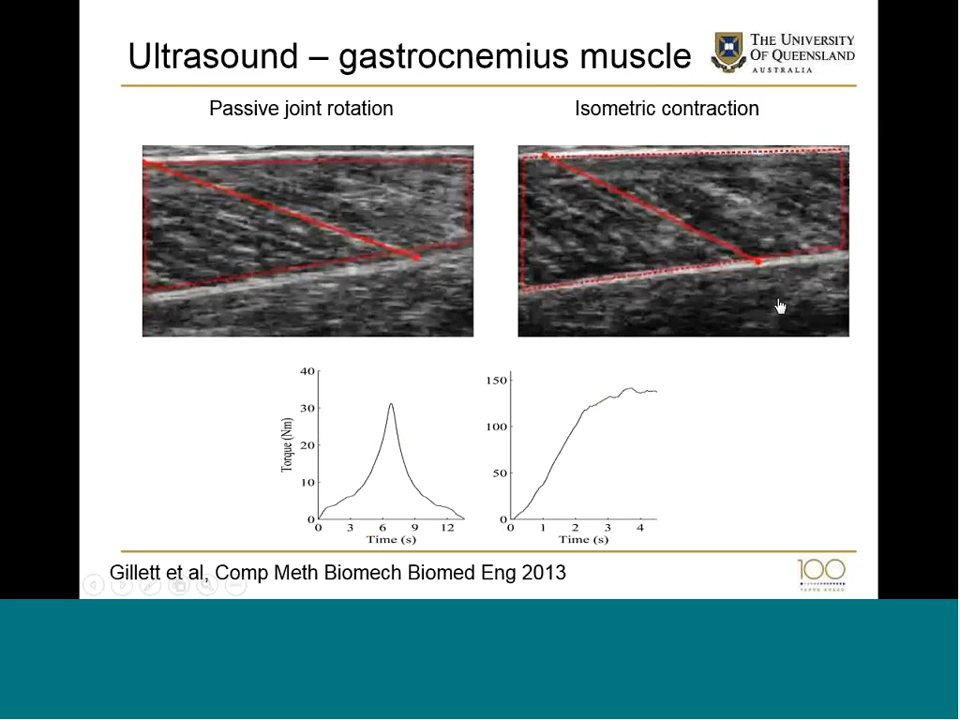 Ultrasound – gastrocnemius muscle
THE UNIVERSITY
OF QUEENSLAND
AUSTRALIA
Passive joint rotation
Isometric contraction
40
30
20
10
0
Torque (Nm)
0 3 6 9 12
Time (s)
150
100
50
0
0 1 2 3 4
Time (s)
Gillett et al, Comp Meth Biomech Biomed Eng 2013
100